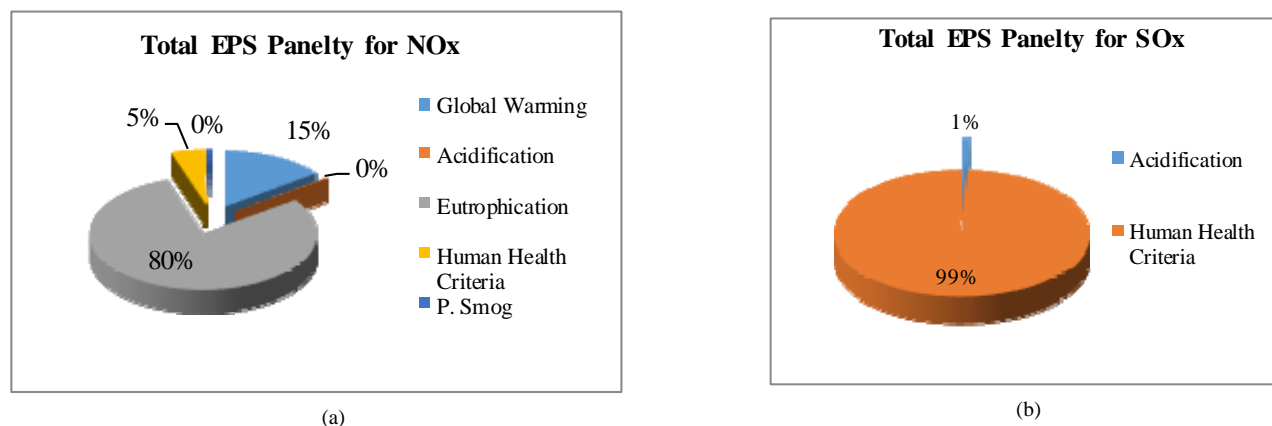 Total EPS Panelty for NOx
5%
0%
15%
0%
80%
Global Warming
Acidification
Eutrophication
Human Health
Criteria
P. Smog
(a)
Total EPS Panelty for SOx
1%
99%
Acidification
Human Health
Criteria
(b)